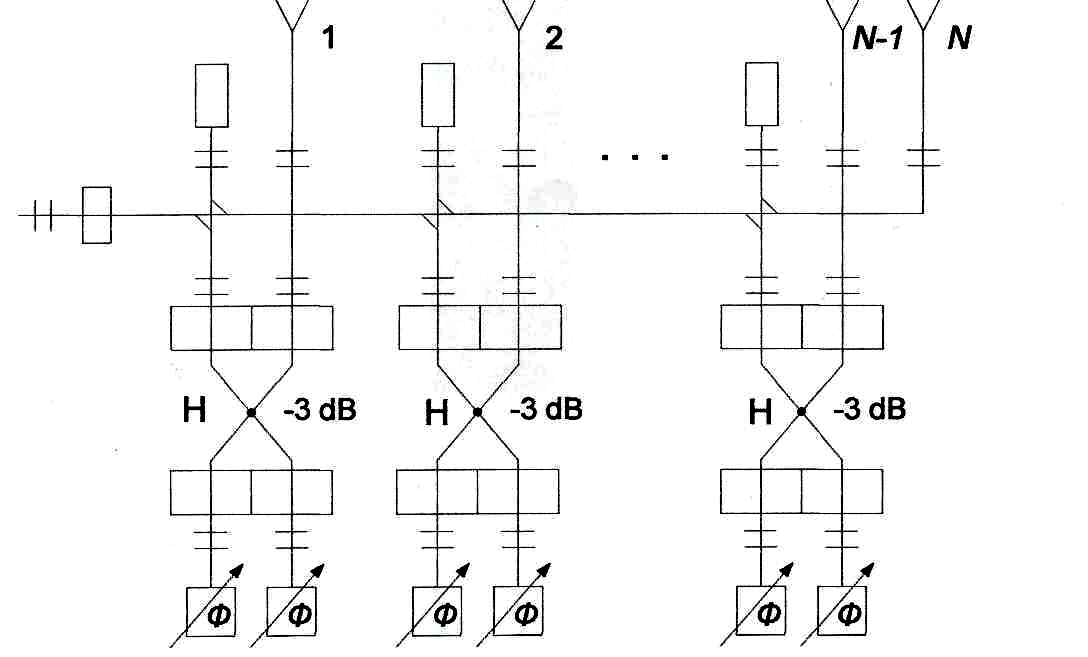 1 2 N-1 N
. . .
H -3 dB H -3 dB H -3 dB
Φ Φ Φ Φ Φ Φ